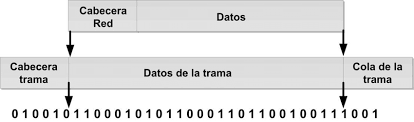 Cabecera Red Datos
Cabecera trama Datos de la trama Cola de la trama
0 1 0 0 1 0 1 1 0 0 0 1 0 1 0 1 1 0 0 0 1 1 0 1 1 0 0 1 0 0 1 1 1 0 0 1